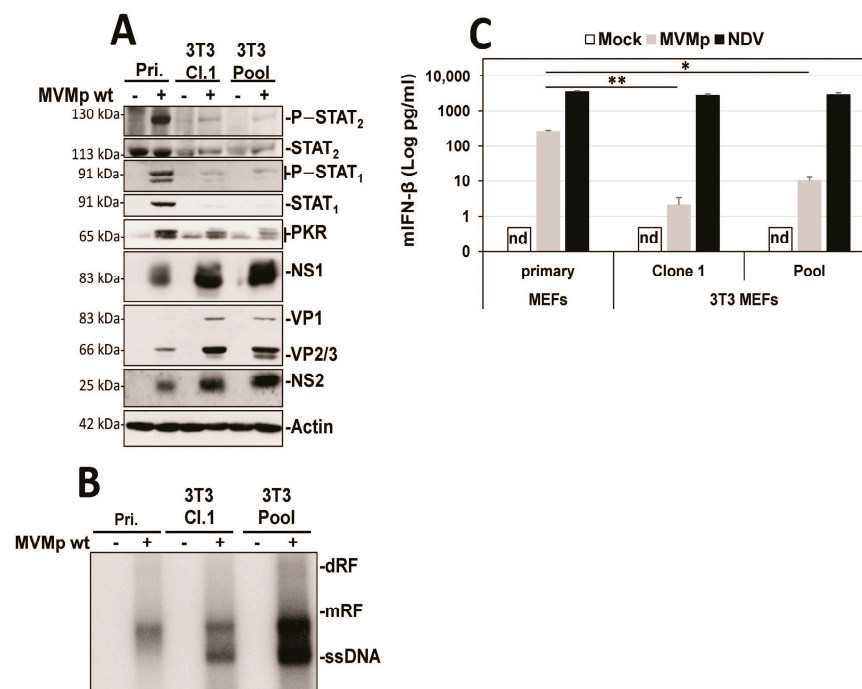 A
3T3 3T3
Pri. Cl.1 Pool
MVMp wt - + - + - +
130 kDa- -P–STAT2
113 kDa- -STAT2
91 kDa- -P–STAT1
91 kDa- -STAT1
65 kDa- -PKR
83 kDa- -NS1
83 kDa- -VP1
66 kDa- -VP2/3
25 kDa- -NS2
42 kDa- -Actin
B
3T3 3T3
Pri. Cl.1 Pool
MVMp wt - + - + - +
-dRF
-mRF
-ssDNA
C
Mock MVMp NDV
mIFN-β (Log pg/ml)
10,000
1000
100
10
1
0
*
**
nd nd nd
primary Clone 1 Pool
MEFs 3T3 MEFs